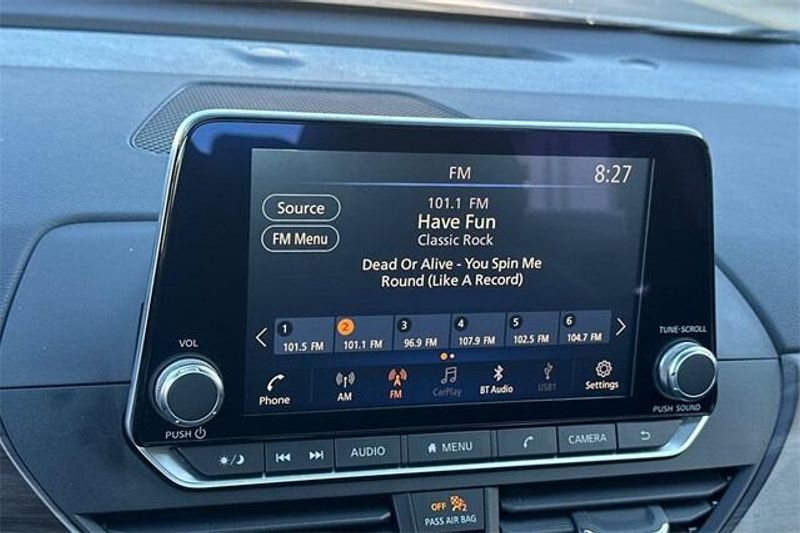 FM 8:27
101.1 FM
Source Have Fun
Classic Rock
FM Menu
Dead Or Alive - You Spin Me
Round (Like A Record)
1 2 3 4 5 6
101.5 FM 101.1 FM 96.9 FM 107.9 FM 102.5 FM 104.7 FM
VOL TUNE·SCROLL
Phone AM FM CarPlay BT Audio USB1 Settings
PUSH PUSH SOUND
AUDIO MENU CAMERA
OFF 2
PASS AIR BAG